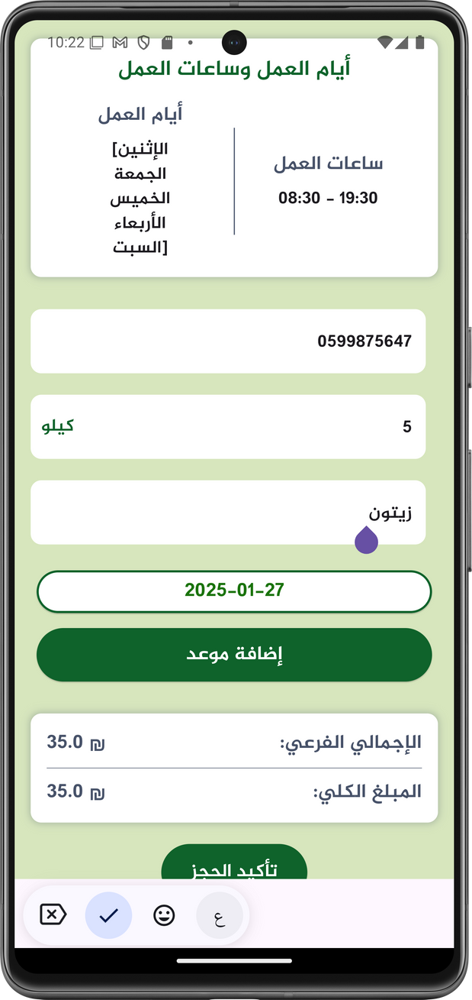 10:22
أيام العمل وساعات العمل
ساعات العمل
08:30 - 19:30
أيام العمل
[الإثنين
الجمعة
الخميس
الأربعاء
السبت]
0599875647
5 كيلو
زيتون
2025-01-27
إضافة موعد
الإجمالي الفرعي: 35.0 ₪
المبلغ الكلي: 35.0 ₪
تأكيد الحجز
ع